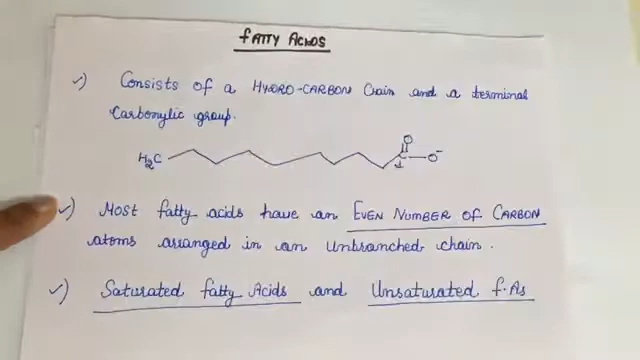 FATTY ACIDS
Consists of a HYDRO-CARBON Chain and a terminal
Carbonylic group.
H₂C O C O⁻
1
Most fatty acids have an EVEN NUMBER OF CARBON
atoms arranged in an Unbranched chain.
Saturated fatty Acids and Unsaturated f.As